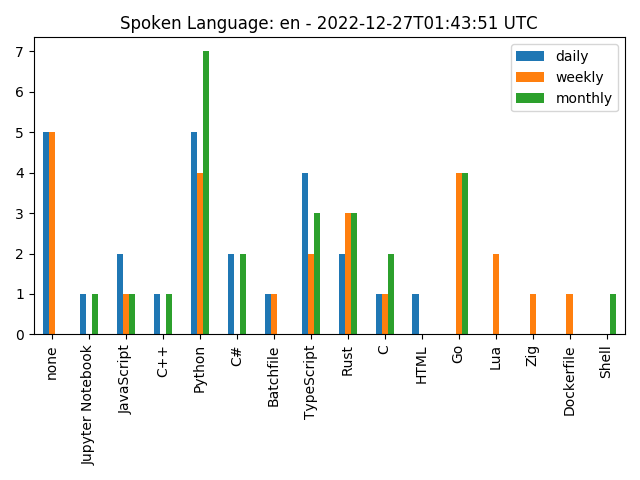 Spoken Language: en - 2022-12-27T01:43:51 UTC
daily
weekly
monthly
7
6
5
4
3
2
1
0
none
Jupyter Notebook
JavaScript
C++
Python
C#
Batchfile
TypeScript
Rust
C
HTML
Go
Lua
Zig
Dockerfile
Shell